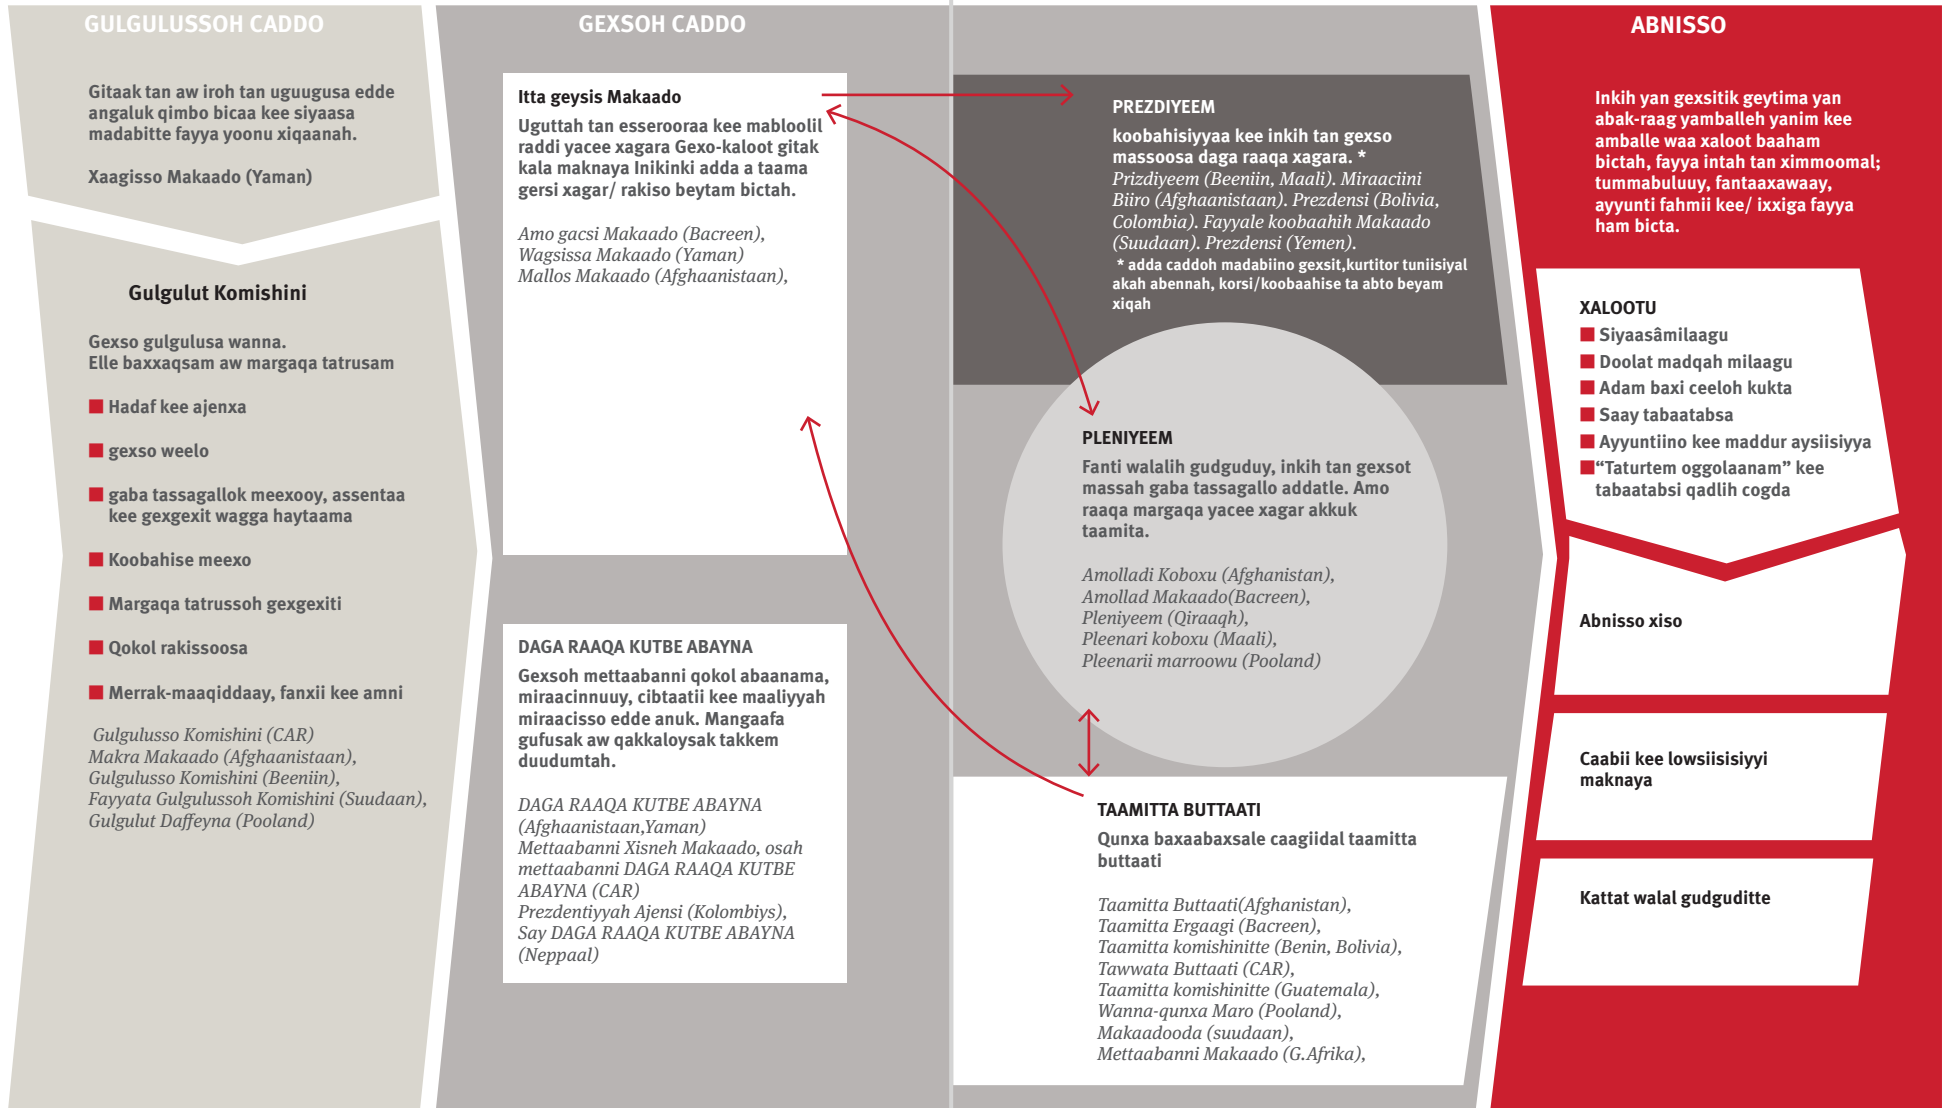 GULGULUSSOH CADDO
Gitaak tan aw iroh tan uguugusa edde
angaluk qimbo bicaa kee siyaasa
madabitte fayya yoonu xiqaanah.
Xaagisso Makaado (Yaman)
Gulgulut Komishini
Gexso gulgulusa wanna.
Elle baxxaqsam aw margaqa tatrusam
Hadaf kee ajenxa
gexso weelo
gaba tassagallok meexooy, assentaa
kee gexgexit wagga haytaama
Koobahise meexo
Margaqa tatrussoh gexgexiti
Qokol rakissoosa
Merrak-maaqiddaay, fanxii kee amni
Gulgulusso Komishini (CAR)
Makra Makaado (Afghaanistaan),
Gulgulusso Komishini (Beeniin),
Fayyata Gulgulussoh Komishini (Suudaan),
Gulgulut Daffeyna (Pooland)
GEXSOH CADDO
Itta geysis Makaado
Uguttah tan esserooraa kee mabloolil
raddi yacee xagara Gexo-kaloot gitak
kala maknaya Inikinki adda a taama
gersi xagar/ rakiso beytam bictah.
Amo gacsi Makaado (Bacreen),
Wagsissa Makaado (Yaman)
Mallos Makaado (Afghaanistaan),
DAGA RAAQA KUTBE ABAYNA
Gexsoh mettaabanni qokol abaanama,
miraacinnuuy, cibtaatii kee maaliyyah
miraacisso edde anuk. Mangaafa
gufusak aw qakkaloysak takkem
duudumtah.
DAGA RAAQA KUTBE ABAYNA
(Afghaanistaan,Yaman)
Mettaabanni Xisneh Makaado, osah
mettaabanni DAGA RAAQA KUTBE
ABAYNA (CAR)
Prezdentiyyah Ajensi (Kolombiys),
Say DAGA RAAQA KUTBE ABAYNA
(Neppaal)
PREZDIYEEM
koobahisiyyaa kee inkih tan gexso
massoosa daga raaqa xagara. *
Prizdiyeem (Beeniin, Maali). Miraaciini
Biiro (Afghaanistaan). Prezdensi (Bolivia,
Colombia). Fayyale koobaahih Makaado
(Suudaan). Prezdensi (Yemen).
* adda caddoh madabiino gexsit,kurtitor tuniisiyal
akah abennah, korsi/koobaahise ta abto beyam
xiqah
PLENIYEEM
Fanti walalih gudguduy, inkih tan gexsot
massah gaba tassagallo addatle. Amo
raaqa margaqa yacee xagar akkuk
taamita.
Amolladi Koboxu (Afghanistan),
Amollad Makaado(Bacreen),
Pleniyeem (Qiraaqh),
Pleenari koboxu (Maali),
Pleenarii marroowu (Pooland)
TAAMITTA BUTTAATI
Qunxa baxaabaxsale caagiidal taamitta
buttaati
Taamitta Buttaati(Afghanistan),
Taamitta Ergaagi (Bacreen),
Taamitta komishinitte (Benin, Bolivia),
Tawwata Buttaati (CAR),
Taamitta komishinitte (Guatemala),
Wanna-qunxa Maro (Pooland),
Makaadooda (suudaan),
Mettaabanni Makaado (G.Afrika),
ABNISSO
Inkih yan gexsitik geytima yan
abak-raag yamballeh yanim kee
amballe waa xaloot baaham
bictah, fayya intah tan ximmoomal;
tummabuluuy, fantaaxawaay,
ayyunti fahmii kee/ ixxiga fayya
ham bicta.
XALOOTU
Siyaasâmilaagu
Doolat madqah milaagu
Adam baxi ceeloh kukta
Saay tabaatabsa
Ayyuntiino kee maddur aysiisiyya
“Taturtem oggolaanam” kee
tabaatabsi qadlih cogda
Abnisso xiso
Caabii kee lowsiisisiyyi
maknaya
Kattat walal gudguditte